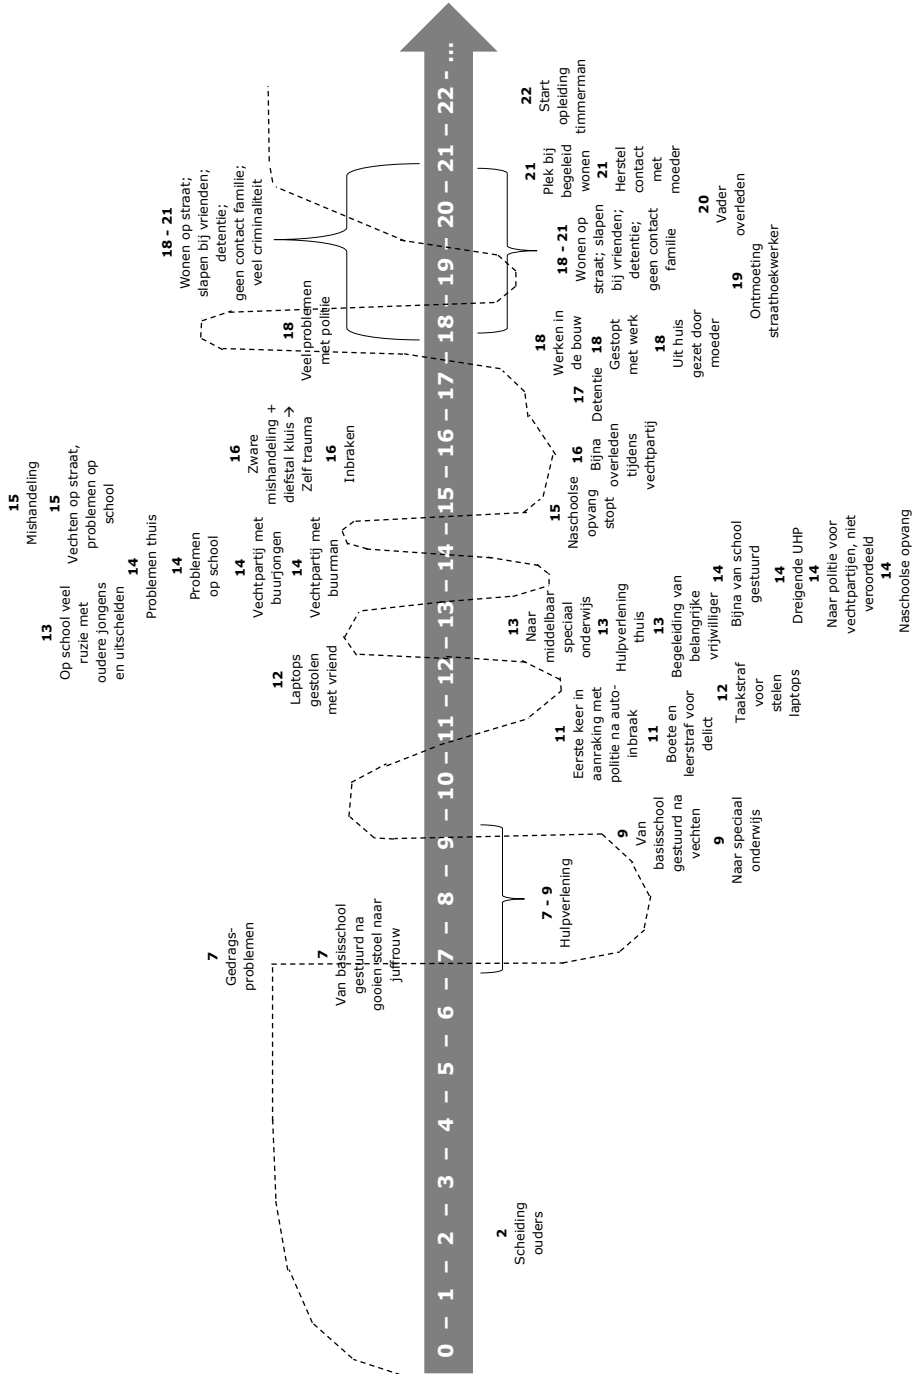 15
Mishandeling
15
Vechten op straat,
problemen op
school
13
Op school veel
ruzie met
oudere jongens
en uitschelden
14
Problemen thuis
14
Problemen
op school
14
Vechtpartij met
buurjongen
14
Vechtpartij met
buurman
12
Laptops
gestolen
met vriend
16
Zware
mishandeling +
diefstal kluis →
Zelf trauma
16
Inbraken
18
Veel problemen
met politie
18 - 21
Wonen op straat;
slapen bij vrienden;
detentie;
geen contact familie;
veel criminaliteit
7
Gedrags-
problemen
7
Van basisschool
gestuurd na
gooien stoel naar
juffrouw
0 – 1 – 2 – 3 – 4 – 5 – 6 – 7 – 8 – 9 – 10 – 11 – 12 – 13 – 14 – 15 – 16 – 17 – 18 – 19 – 20 – 21 – 22 - …
2
Scheiding
ouders
7 - 9
Hulpverlening
9
Van
basisschool
gestuurd na
vechten
9
Naar speciaal
onderwijs
11
Eerste keer in
aanraking met
politie na auto-
inbraak
11
Boete en
leerstraf voor
delict
12
Taakstraf
voor
stelen
laptops
13
Naar
middelbaar
speciaal
onderwijs
13
Hulpverlening
thuis
13
Begeleiding van
belangrijke
vrijwilliger
14
Bijna van school
gestuurd
14
Dreigende UHP
14
Naar politie voor
vechtpartijen, niet
veroordeeld
14
Naschoolse opvang
15
Naschoolse
opvang
stopt
16
Bijna
overleden
tijdens
vechtpartij
17
Detentie
18
Werken in
de bouw
18
Gestopt
met werk
18
Uit huis
gezet door
moeder
18 - 21
Wonen op
straat; slapen
bij vrienden;
detentie;
geen contact
familie
19
Ontmoeting
straathoekwerker
20
Vader
overleden
21
Plek bij
begeleid
wonen
21
Herstel
contact
met
moeder
22
Start
opleiding
timmerman